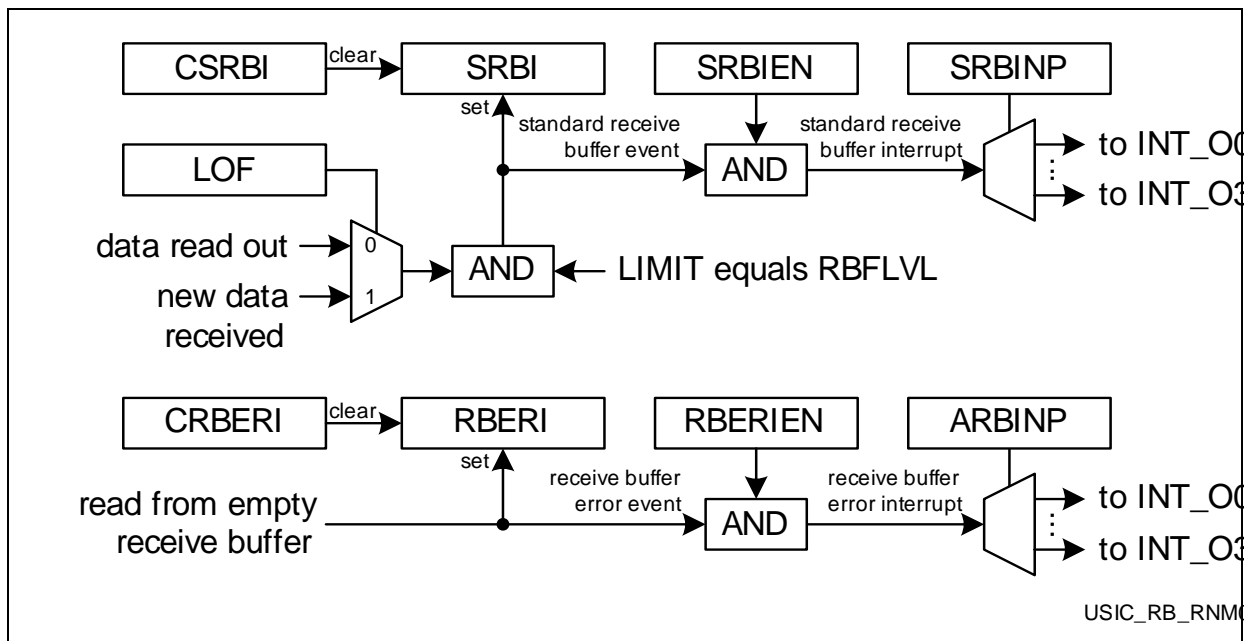 CSRBI
clear
SRBI
SRBIEN
SRBINP
set
standard receive
buffer event
standard receive
buffer interrupt
to INT_O0
LOF
AND
to INT_O3
data read out
0
AND
LIMIT equals RBFLVL
new data
received
1
CRBERI
clear
RBERI
RBERIEN
ARBINP
set
receive buffer
error event
receive buffer
error interrupt
to INT_O0
read from empty
receive buffer
AND
to INT_O3
USIC_RB_RNM